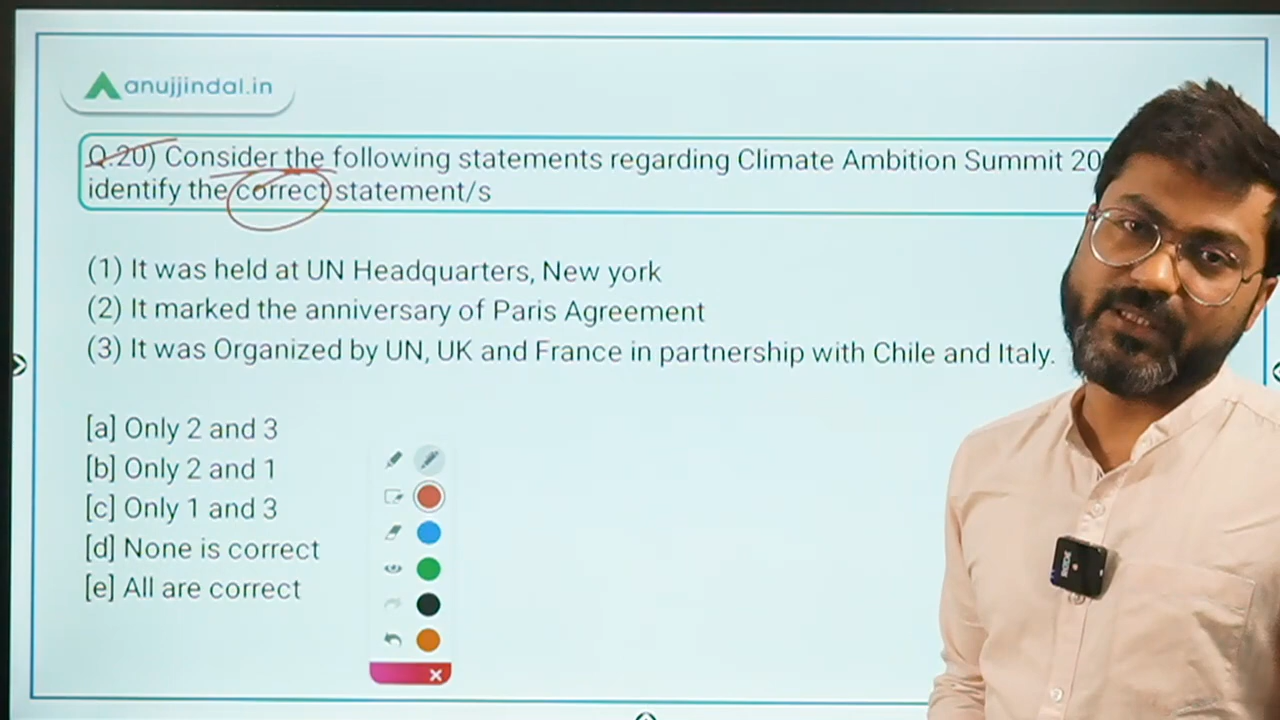 anujjindal.in
Q.20) Consider the following statements regarding Climate Ambition Summit 20
identify the correct statement/s
(1) It was held at UN Headquarters, New york
(2) It marked the anniversary of Paris Agreement
(3) It was Organized by UN, UK and France in partnership with Chile and Italy.
[a] Only 2 and 3
[b] Only 2 and 1
[c] Only 1 and 3
[d] None is correct
[e] All are correct